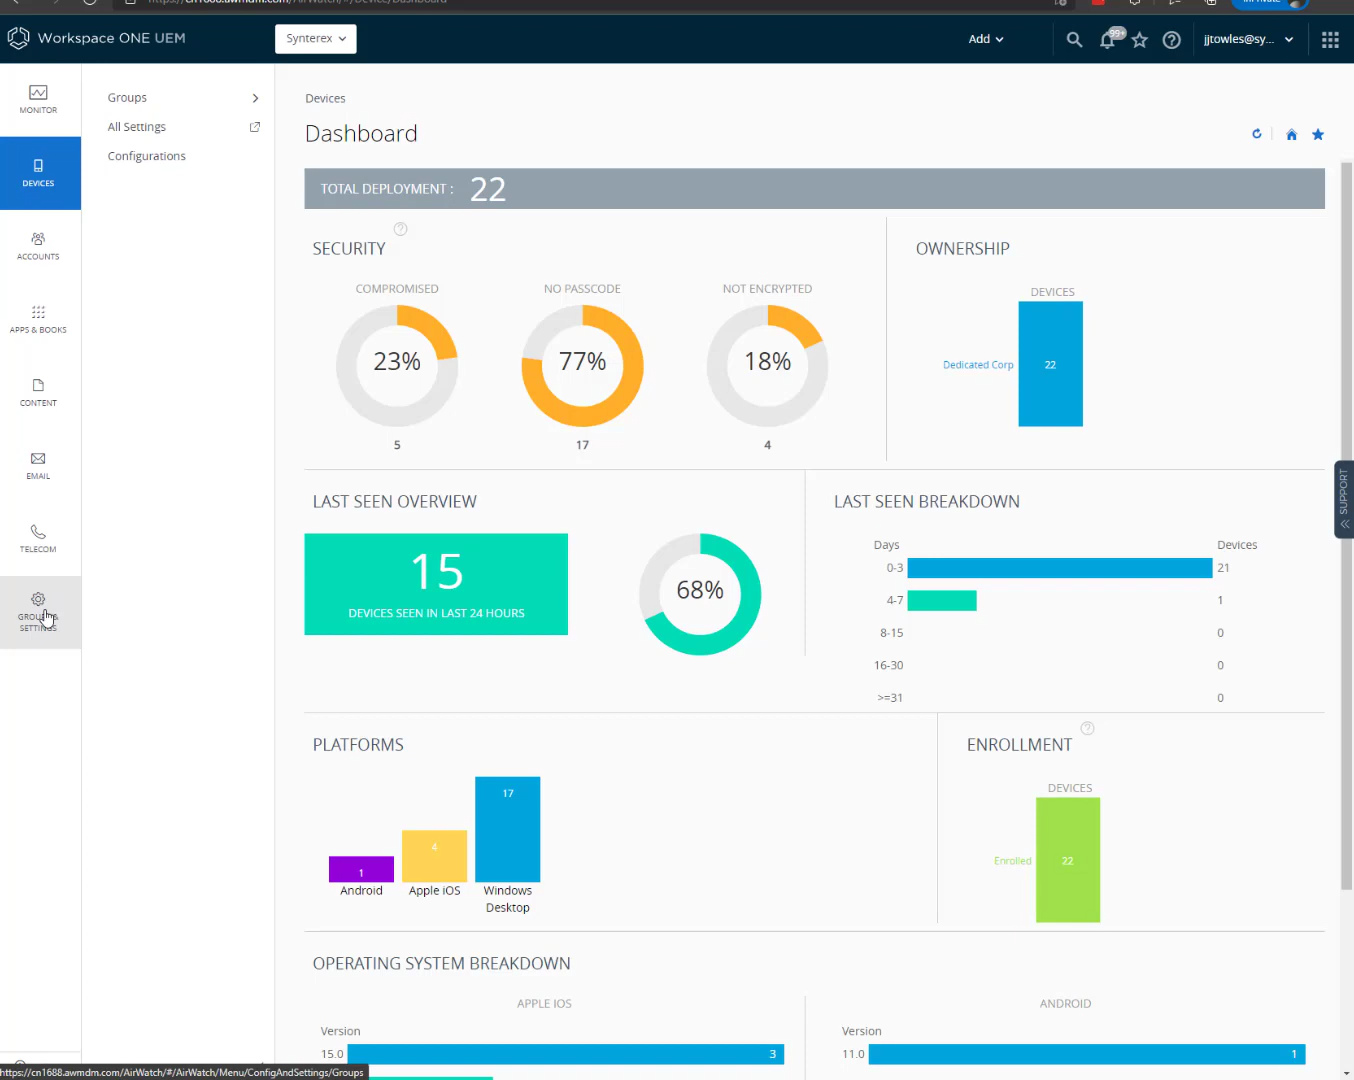 Workspace ONE UEM
Synterex
Add
99+
jjtowles@sy...
MONITOR
DEVICES
ACCOUNTS
APPS & BOOKS
CONTENT
EMAIL
TELECOM
SETTINGS
Groups
All Settings
Configurations
Devices
Dashboard
TOTAL DEPLOYMENT : 22
SECURITY
COMPROMISED
23%
5
NO PASSCODE
77%
17
NOT ENCRYPTED
18%
4
OWNERSHIP
DEVICES
Dedicated Corp 22
LAST SEEN OVERVIEW
15
DEVICES SEEN IN LAST 24 HOURS
68%
LAST SEEN BREAKDOWN
Days Devices
0-3 21
4-7 1
8-15 0
16-30 0
>=31 0
PLATFORMS
1
Android
4
Apple iOS
17
Windows
Desktop
ENROLLMENT
DEVICES
Enrolled 22
OPERATING SYSTEM BREAKDOWN
APPLE IOS
Version
15.0 3
ANDROID
Version
11.0 1
SUPPORT
https://cn1688.awmdm.com/AirWatch/#/AirWatch/Menu/ConfigAndSettings/Groups